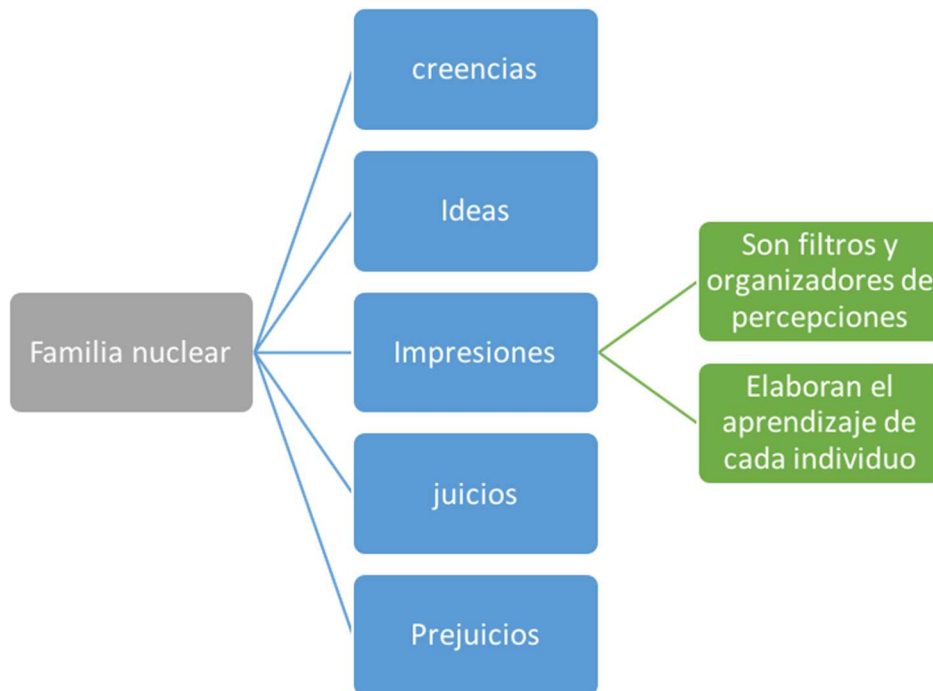 Familia nuclear
creencias
Ideas
Impresiones
juicios
Prejuicios
Son filtros y
organizadores de
percepciones
Elaboran el
aprendizaje de
cada individuo